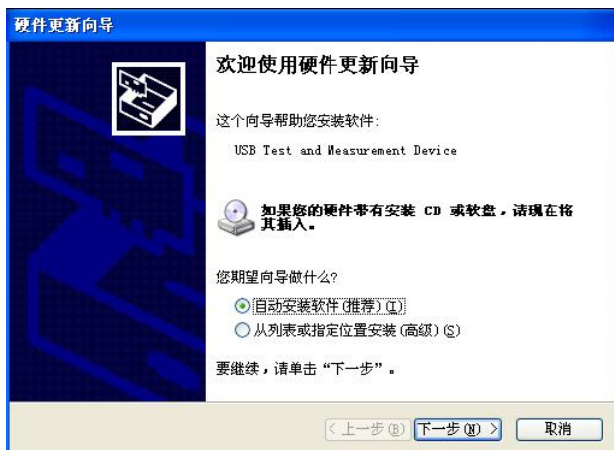 硬件更新向导
欢迎使用硬件更新向导
这个向导帮助您安装软件:
USB Test and Measurement Device
如果您的硬件带有安装 CD 或软盘，请现在将
其插入。
您期望向导做什么?
自动安装软件(推荐)(I)
从列表或指定位置安装(高级)(S)
要继续，请单击“下一步”。
< 上一步(B)
下一步(N) >
取消